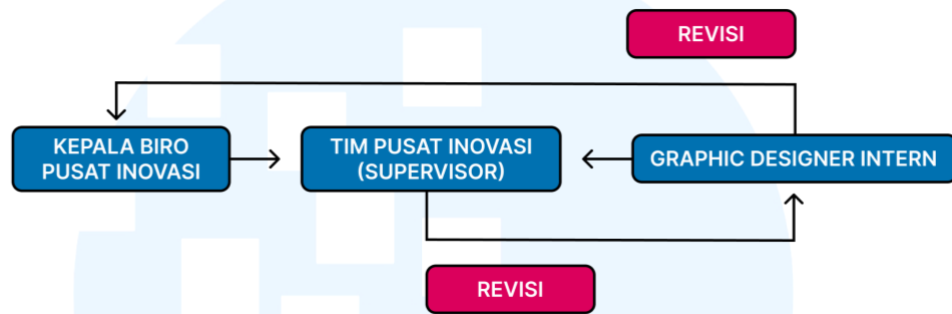 REVISI
KEPALA BIRO
PUSAT INOVASI
TIM PUSAT INOVASI
(SUPERVISOR)
GRAPHIC DESIGNER INTERN
REVISI